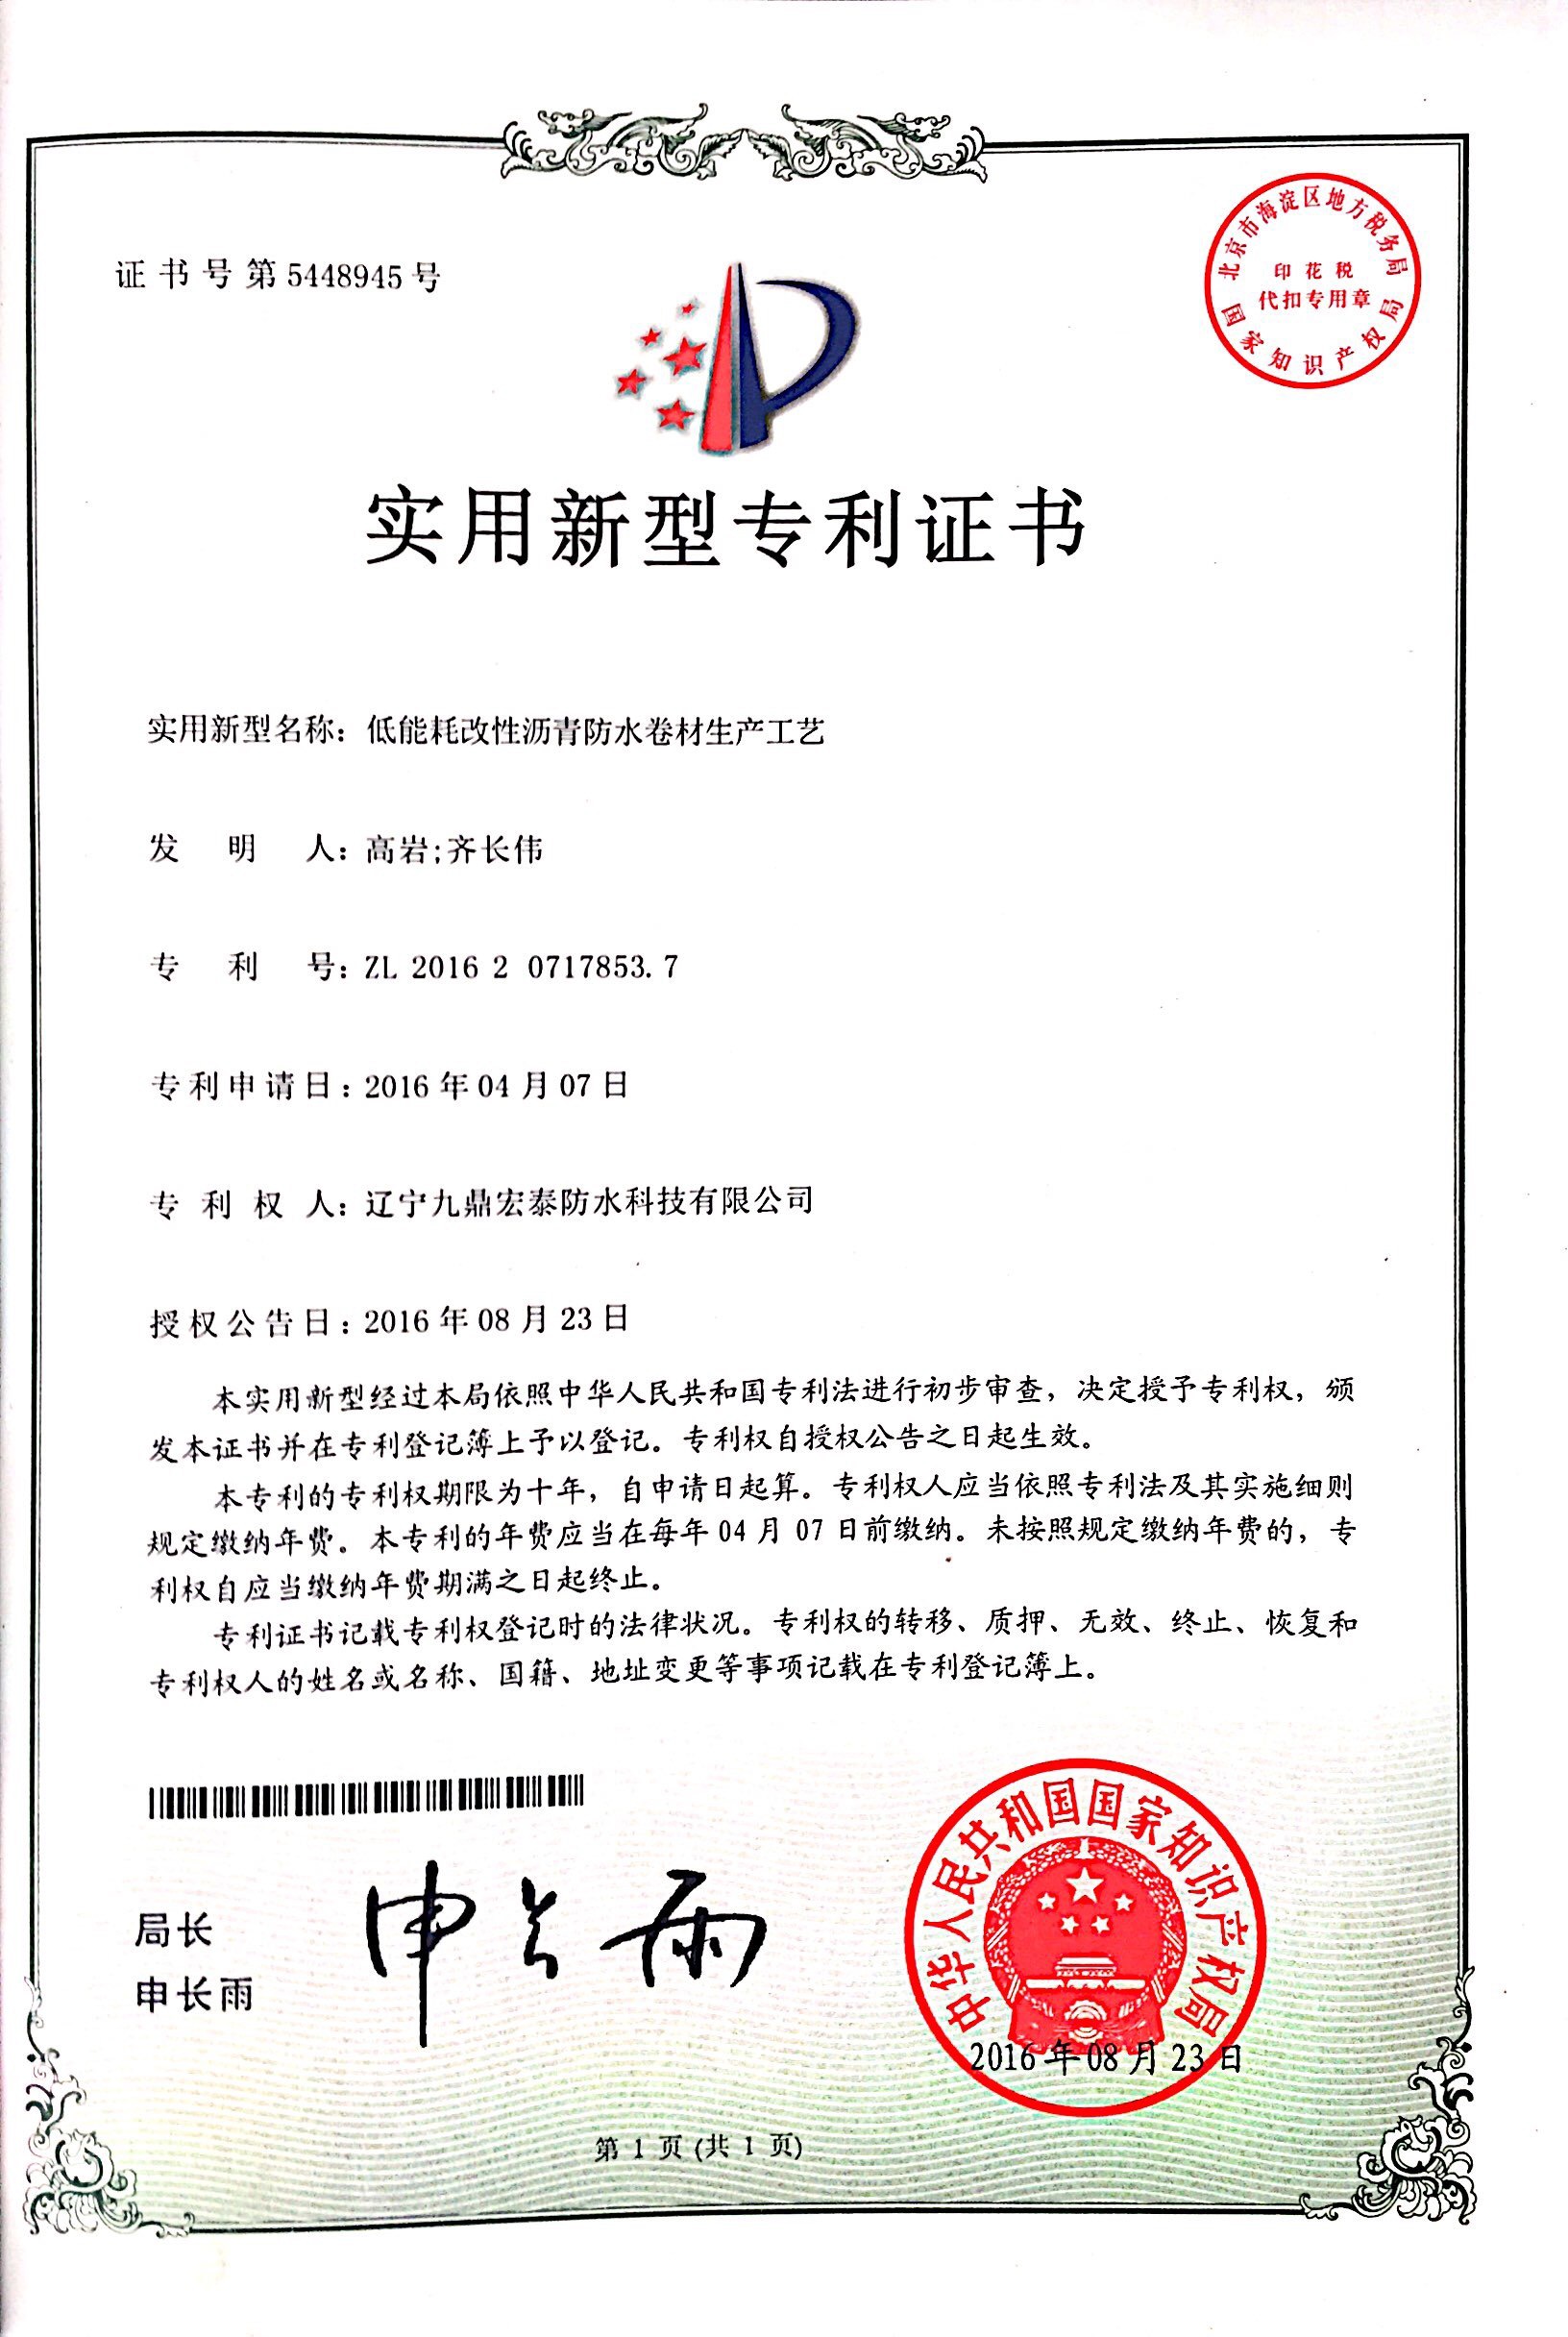 证书号第5448945号
北京市海淀区地方税务局
印花税
代扣专用章
国家知识产权局
实用新型专利证书
实用新型名称：低能耗改性沥青防水卷材生产工艺
发明人：高岩;齐长伟
专利号：ZL 2016 2 0717853.7
专利申请日：2016年04月07日
专利权人：辽宁九鼎宏泰防水科技有限公司
授权公告日：2016年08月23日
本实用新型经过本局依照中华人民共和国专利法进行初步审查，决定授予专利权，颁
发本证书并在专利登记簿上予以登记。专利权自授权公告之日起生效。
本专利的专利权期限为十年，自申请日起算。专利权人应当依照专利法及其实施细则
规定缴纳年费。本专利的年费应当在每年04月07日前缴纳。未按照规定缴纳年费的，专
利权自应当缴纳年费期满之日起终止。
专利证书记载专利权登记时的法律状况。专利权的转移、质押、无效、终止、恢复和
专利权人的姓名或名称、国籍、地址变更等事项记载在专利登记簿上。
局长
申长雨
申长雨
中华人民共和国国家知识产权局
2016年08月23日
第1页(共1页)